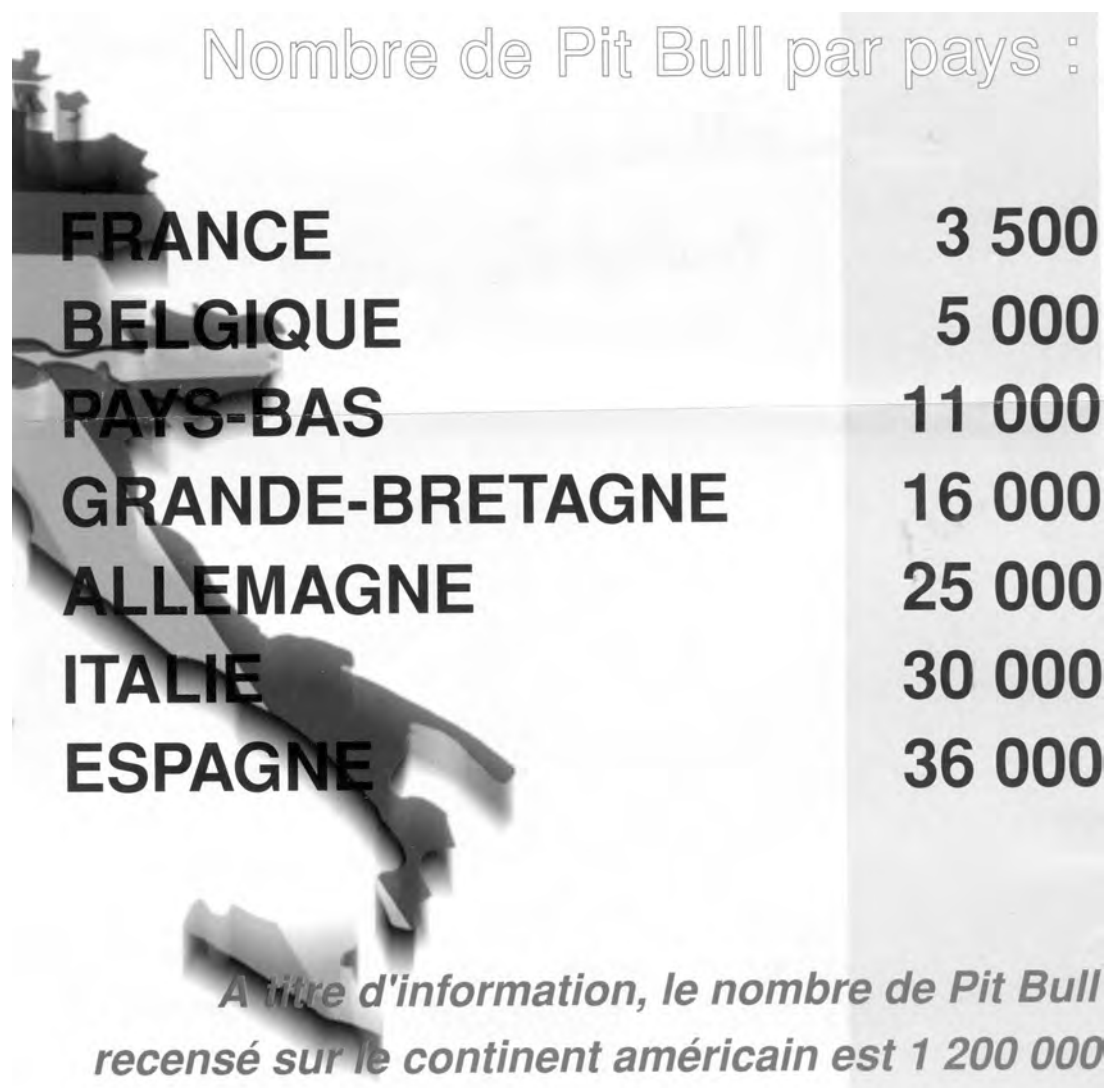 Nombre de Pit Bull par pays :
FRANCE 3 500
BELGIQUE 5 000
PAYS-BAS 11 000
GRANDE-BRETAGNE 16 000
ALLEMAGNE 25 000
ITALIE 30 000
ESPAGNE 36 000
A titre d'information, le nombre de Pit Bull
recensé sur le continent américain est 1 200 000